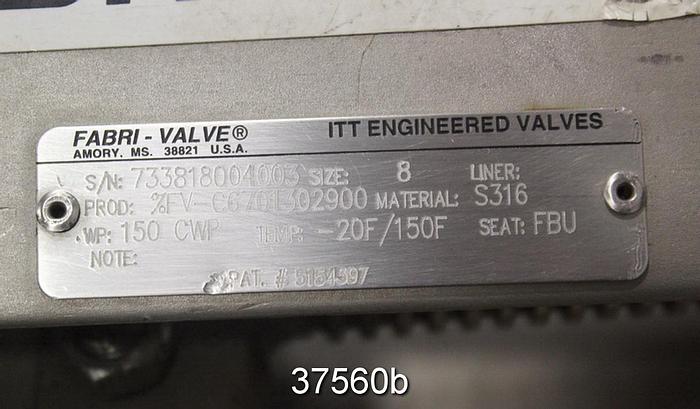 FABRI-VALVE® ITT ENGINEERED VALVES
AMORY, MS. 38821 U.S.A.
S/N: 733818004003 SIZE: 8 LINER:
PROD: %FV-C6701302900 MATERIAL: S316
WP: 150 CWP TEMP: -20F/150F SEAT: FBU
NOTE:
PAT. # 5154397
37560b